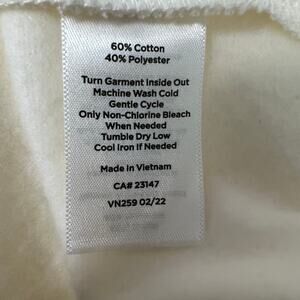 60% Cotton
40% Polyester
Turn Garment Inside Out
Machine Wash Cold
Gentle Cycle
Only Non-Chlorine Bleach
When Needed
Tumble Dry Low
Cool Iron If Needed
Made in Vietnam
CA# 23147
VN259 02/22